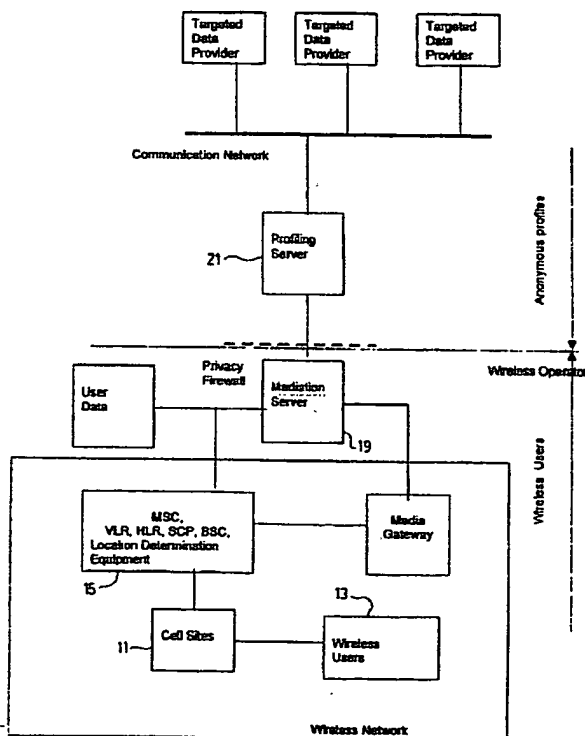 Targeted
Data
Provider
Targeted
Data
Provider
Targeted
Data
Provider
Communication Network
Profiling
Server
21
Anonymous profiles
Privacy
Firewall
Wireless Operator
User
Data
Mediation
Server
19
Wireless Users
MSC,
VLR, HLR, SCP, BSC,
Location Determination
Equipment
15
Media
Gateway
13
11
Cell Sites
Wireless
Users
Wireless Network